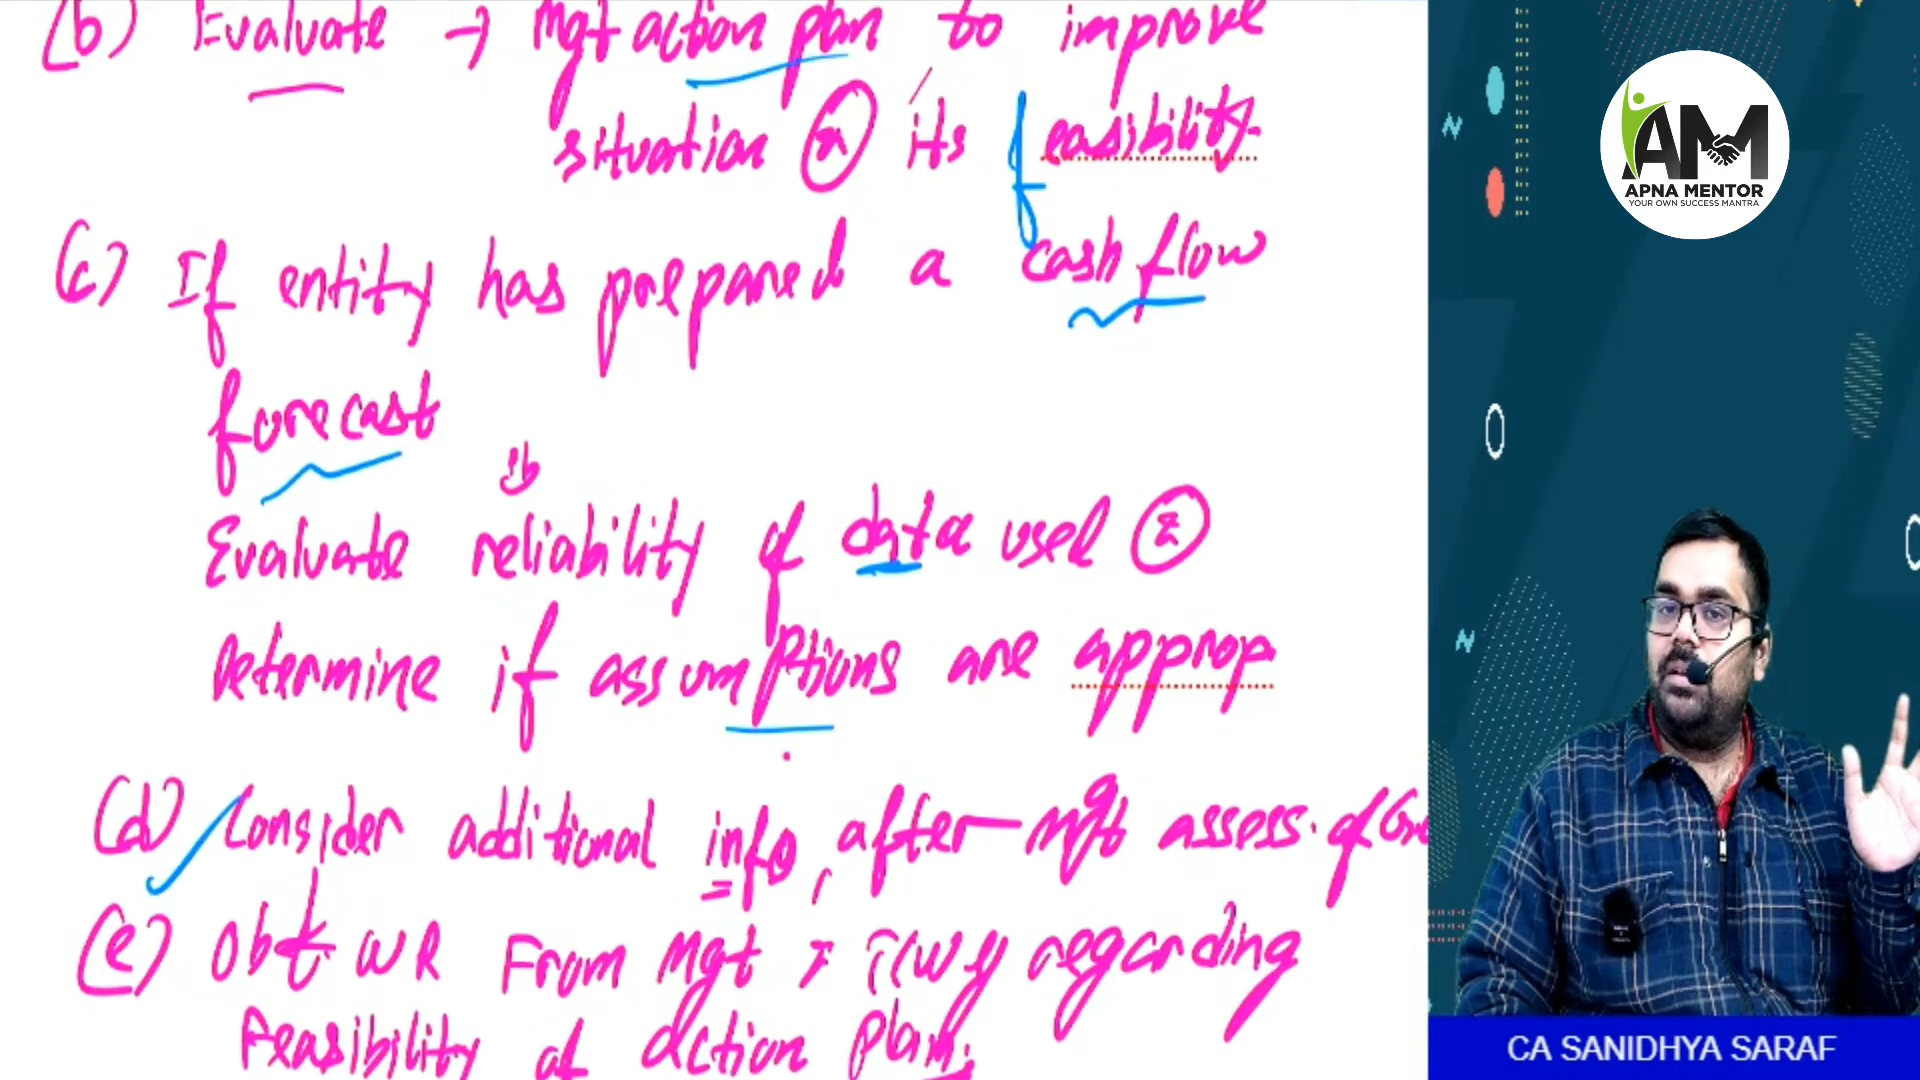 (b) Evaluate → Mgt action plan to improve
situation & its feasibility.
(c) If entity has prepared a cash flow
forecast
Evaluate reliability of data used &
Determine if assumptions are approp.
(d) Consider additional info, after mgt assess. of
(e) Obt WR From Mgt & TCWG regarding
Feasibility of action plan.
AM
APNA MENTOR
YOUR OWN SUCCESS MANTRA
CA SANIDHYA SARAF